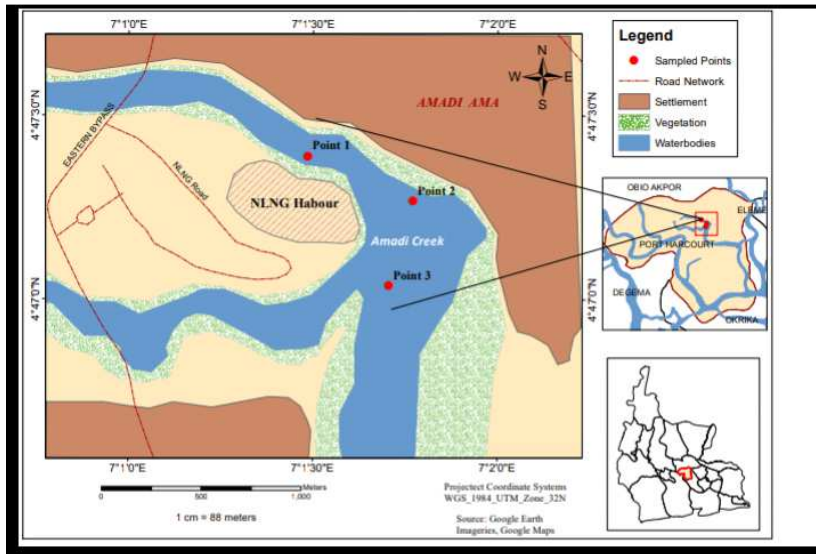 7°1'0"E
7°1'30"E
7°2'0"E
4°47'30"N
4°47'0"N
EASTERN BYPASS
NLNG Road
AMADI AMA
N
W
E
S
Point 1
Point 2
NLNG Habour
Amadi Creek
Point 3
4°47'30"N
4°47'0"N
7°1'0"E
7°1'30"E
7°2'0"E
Legend
Sampled Points
Road Network
Settlement
Vegetation
Waterbodies
OBIO AKPOR
ELEME
PORT HARCOURT
DEGEMA
OKRIKA
Meters
0 500 1,000
1 cm = 88 meters
Projectect Coordinate Systems
WGS_1984_UTM_Zone_32N
Source: Google Earth
Imageries, Google Maps